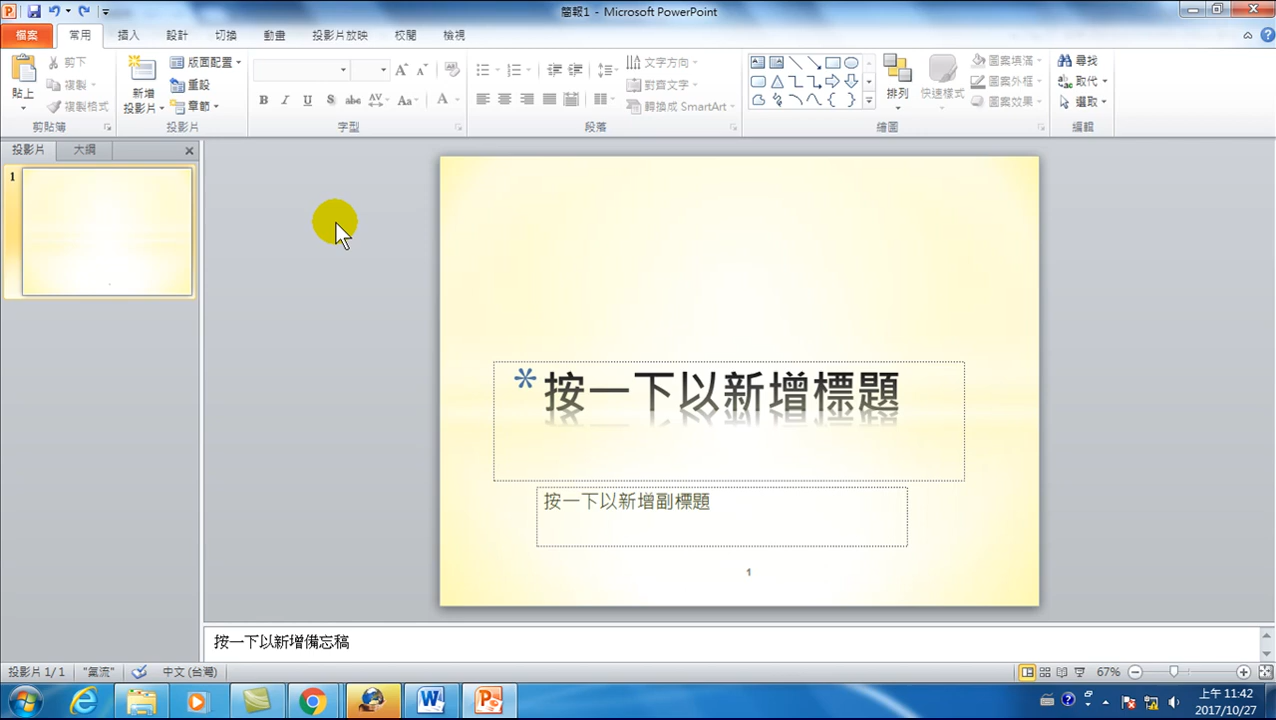 簡報1 - Microsoft PowerPoint
檔案 常用 插入 設計 切換 動畫 投影片放映 校閱 檢視
貼上 剪下 複製 複製格式 剪貼簿
新增投影片 版面配置 重設 章節 投影片
B I U S abc AV Aa A A A 字型
文字方向 對齊文字 轉換成 SmartArt 段落
排列 快速樣式 圖案填滿 圖案外框 圖案效果 繪圖
尋找 取代 選取 編輯
投影片 大綱
1
*按一下以新增標題
按一下以新增副標題
1
按一下以新增備忘稿
投影片 1/1 "氣流" 中文 (台灣) 67%
上午 11:42
2017/10/27